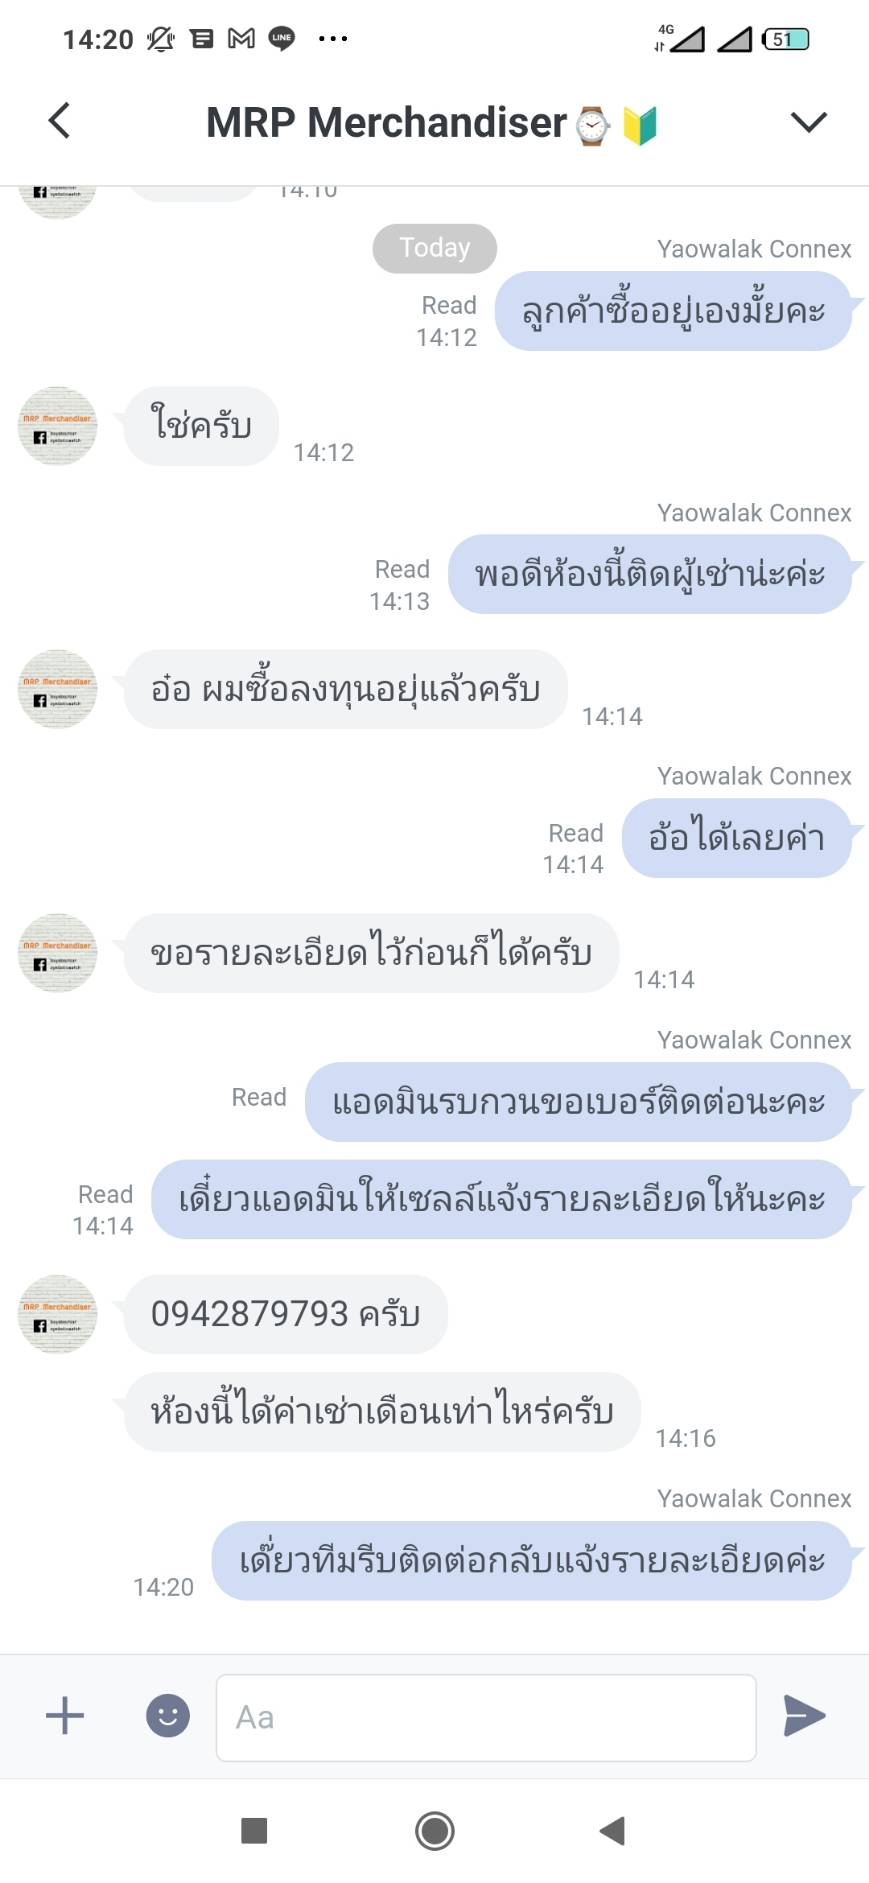 14:20
LINE
4G
51
MRP Merchandiser
14:10
Today
Yaowalak Connex
ลูกค้าซื้ออยู่เองมั้ยคะ
Read
14:12
MRP Merchandiser
ใช่ครับ
14:12
Yaowalak Connex
พอดีห้องนี้ติดผู้เช่าน่ะค่ะ
Read
14:13
MRP Merchandiser
อ๋อ ผมซื้อลงทุนอยุ่แล้วครับ
14:14
Yaowalak Connex
อ้อได้เลยค่า
Read
14:14
MRP Merchandiser
ขอรายละเอียดไว้ก่อนก็ได้ครับ
14:14
Yaowalak Connex
แอดมินรบกวนขอเบอร์ติดต่อนะคะ
Read
เดี๋ยวแอดมินให้เซลล์แจ้งรายละเอียดให้นะคะ
Read
14:14
MRP Merchandiser
0942879793 ครับ
ห้องนี้ได้ค่าเช่าเดือนเท่าไหร่ครับ
14:16
Yaowalak Connex
เดี๋ยวทีมรีบติดต่อกลับแจ้งรายละเอียดค่ะ
14:20
Aa